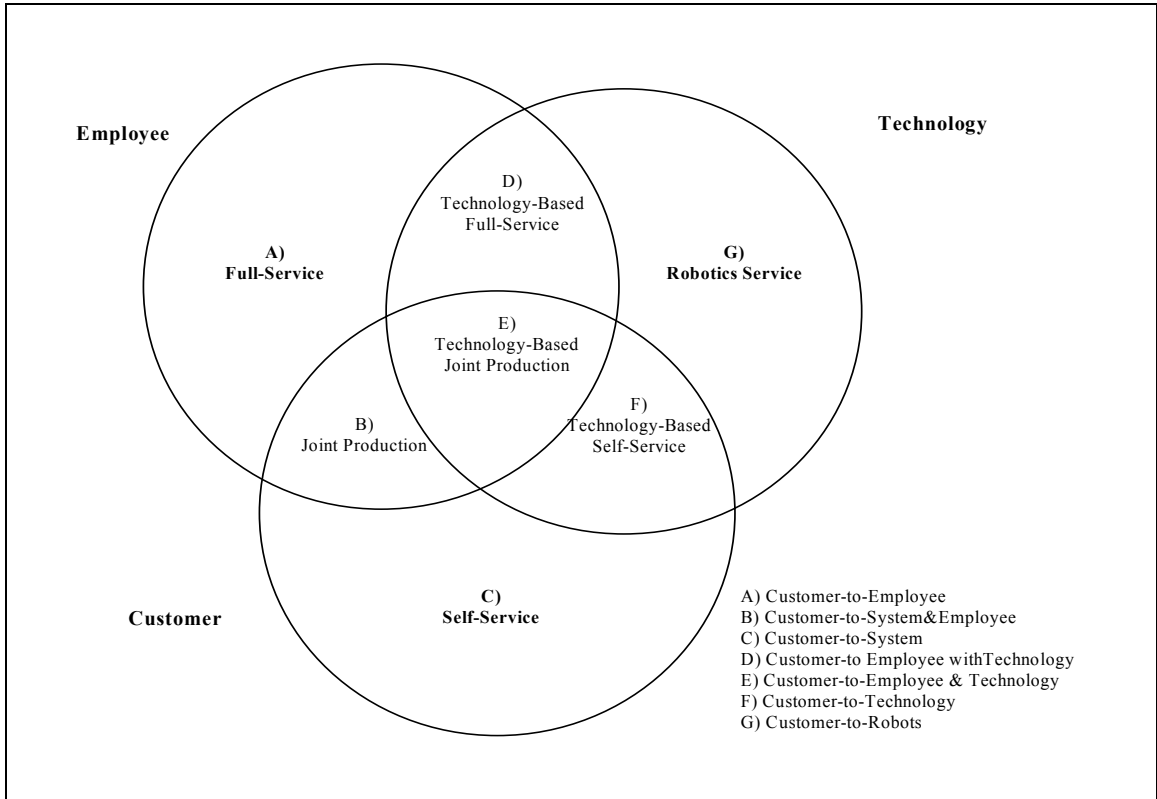 Employee
Technology
D)
Technology-Based
Full-Service
A)
Full-Service
G)
Robotics Service
E)
Technology-Based
Joint Production
B)
Joint Production
F)
Technology-Based
Self-Service
C)
Self-Service
Customer
A) Customer-to-Employee
B) Customer-to-System&Employee
C) Customer-to-System
D) Customer-to Employee withTechnology
E) Customer-to-Employee & Technology
F) Customer-to-Technology
G) Customer-to-Robots